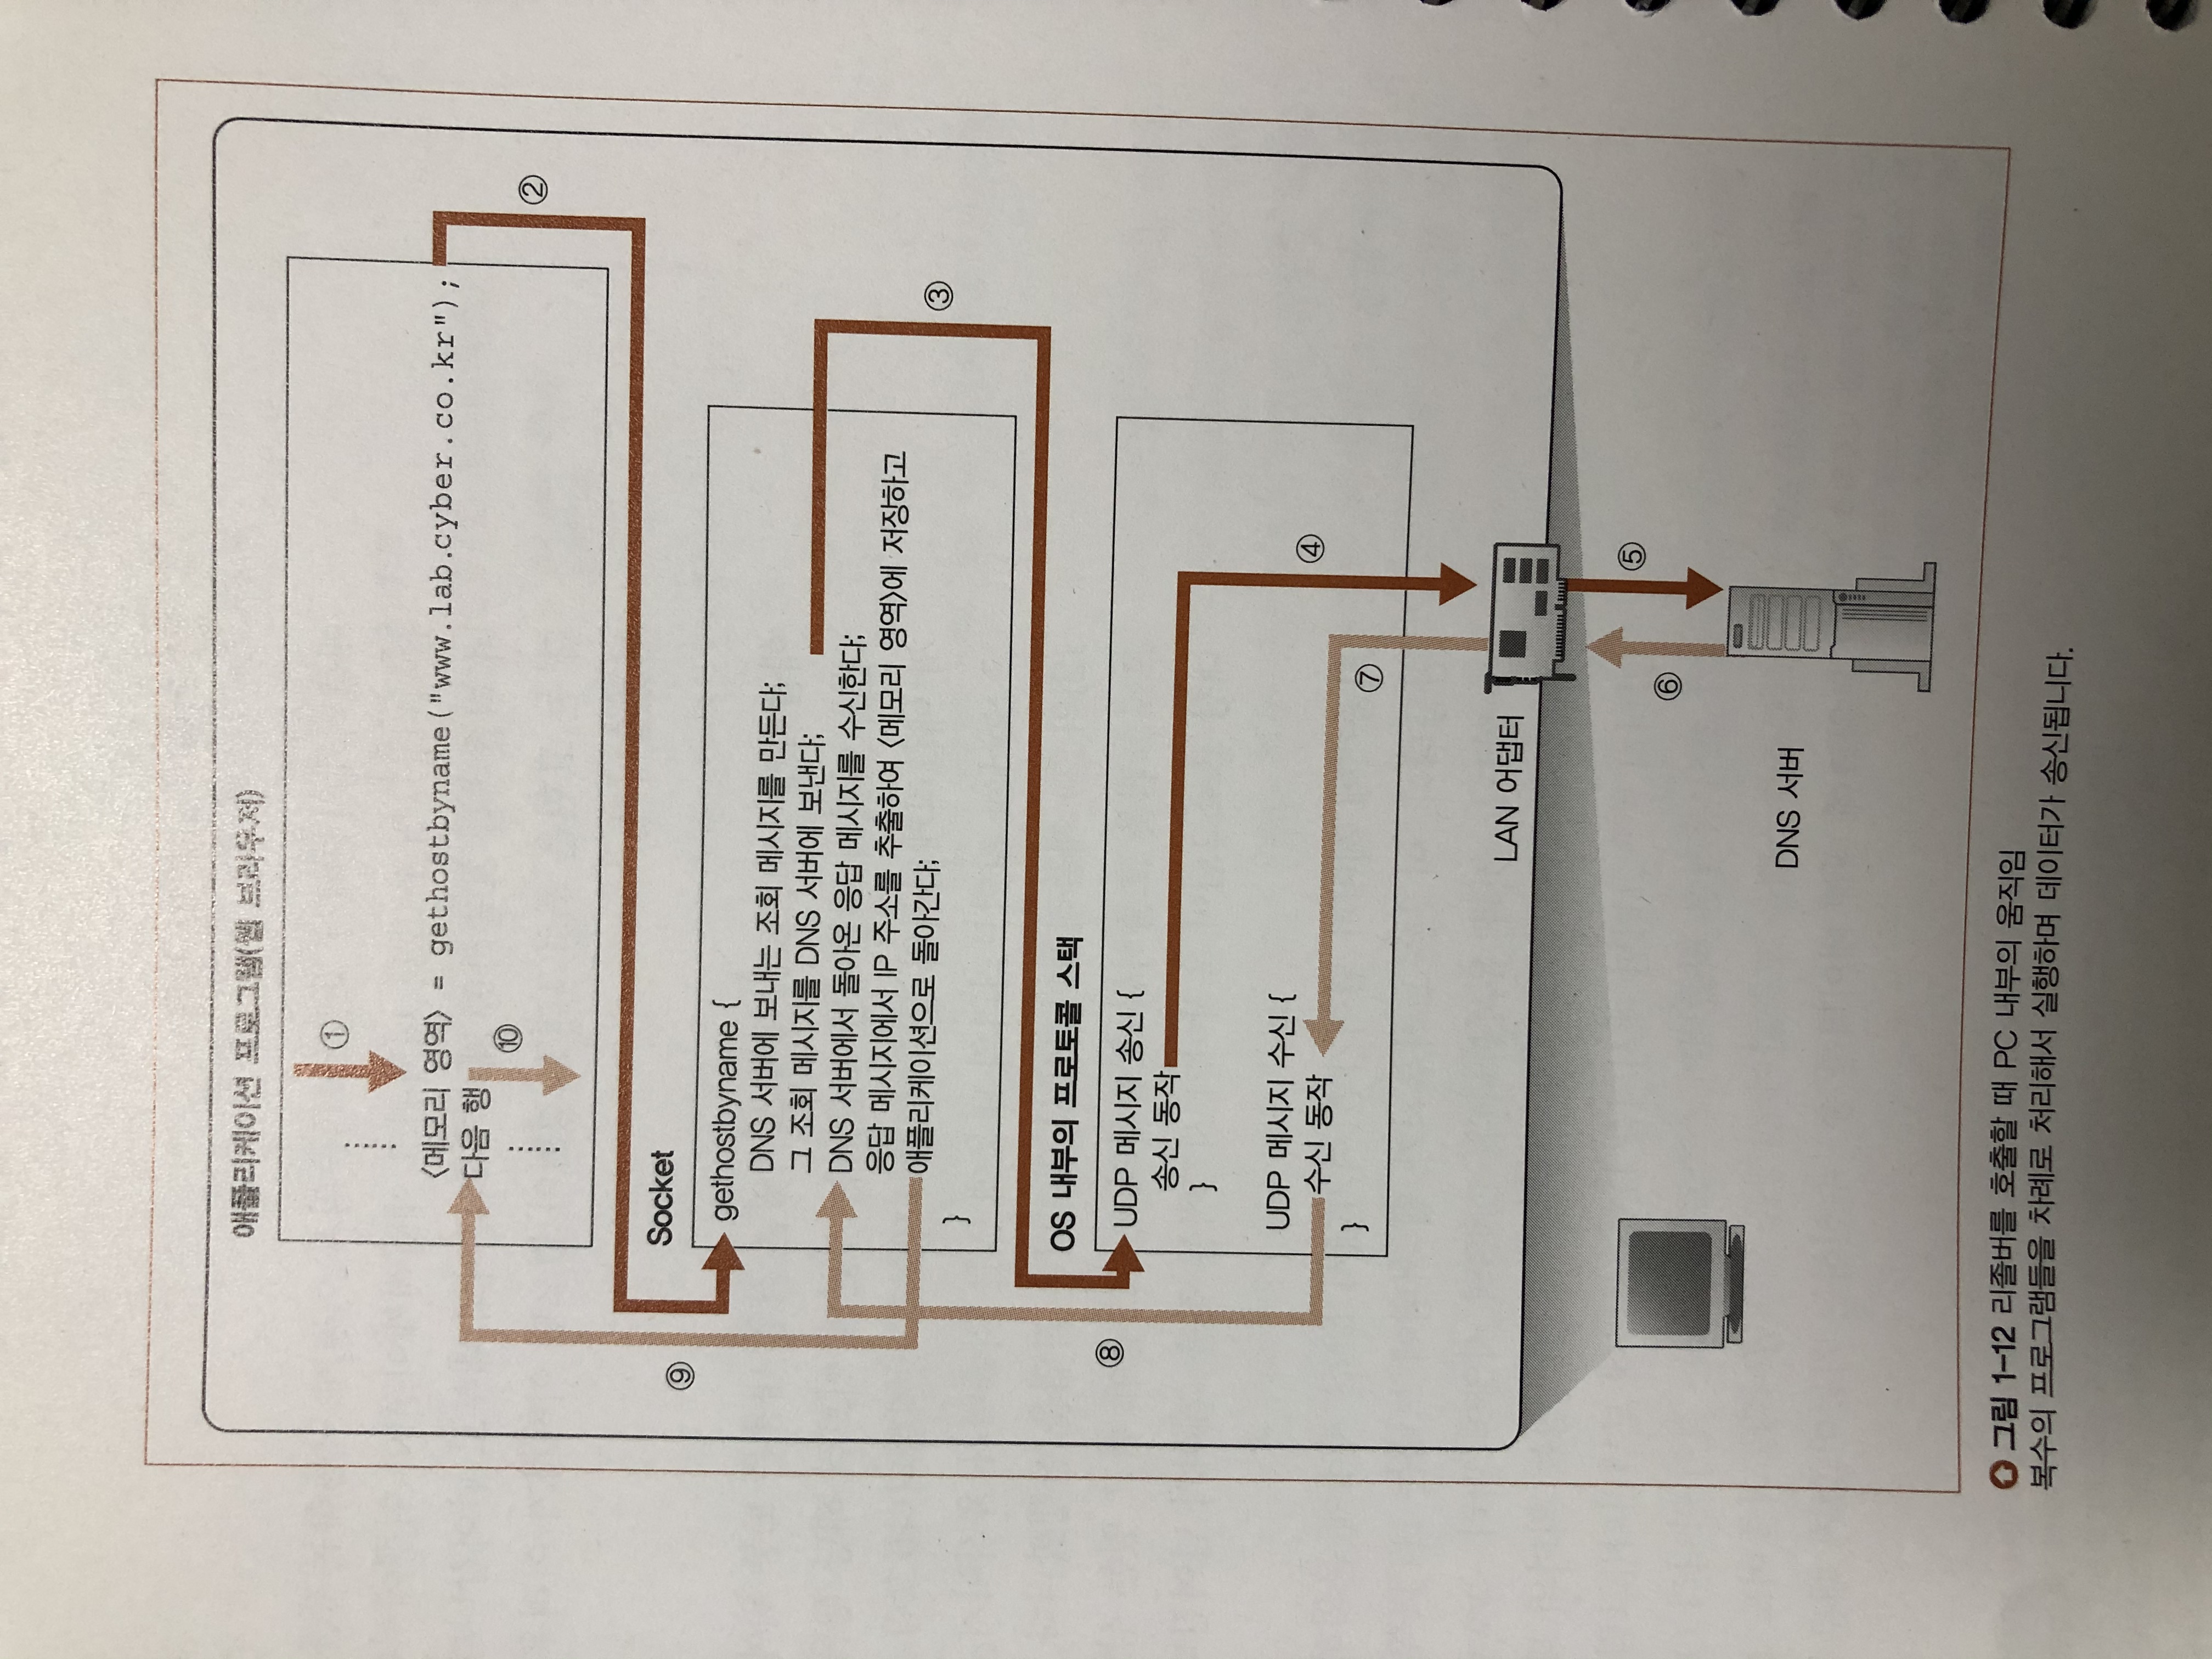 애플리케이션 프로그램(웹 브라우저)
①
〈메모리 영역〉 = gethostbyname("www.lab.cyber.co.kr");
다음 행
⑩
②
Socket
⑨
gethostbyname {
DNS 서버에 보내는 조회 메시지를 만든다;
그 조회 메시지를 DNS 서버에 보낸다;
DNS 서버에서 돌아온 응답 메시지를 수신한다;
응답 메시지에서 IP 주소를 추출하여 〈메모리 영역〉에 저장하고
애플리케이션으로 돌아간다;
}
③
OS 내부의 프로토콜 스택
⑧
UDP 메시지 송신 {
송신 동작
}
UDP 메시지 수신 {
수신 동작
}
④
⑦
LAN 어댑터
⑤
⑥
DNS 서버
그림 1-12 리졸버를 호출할 때 PC 내부의 움직임
복수의 프로그램들을 차례로 처리해서 실행하며 데이터가 송신됩니다.